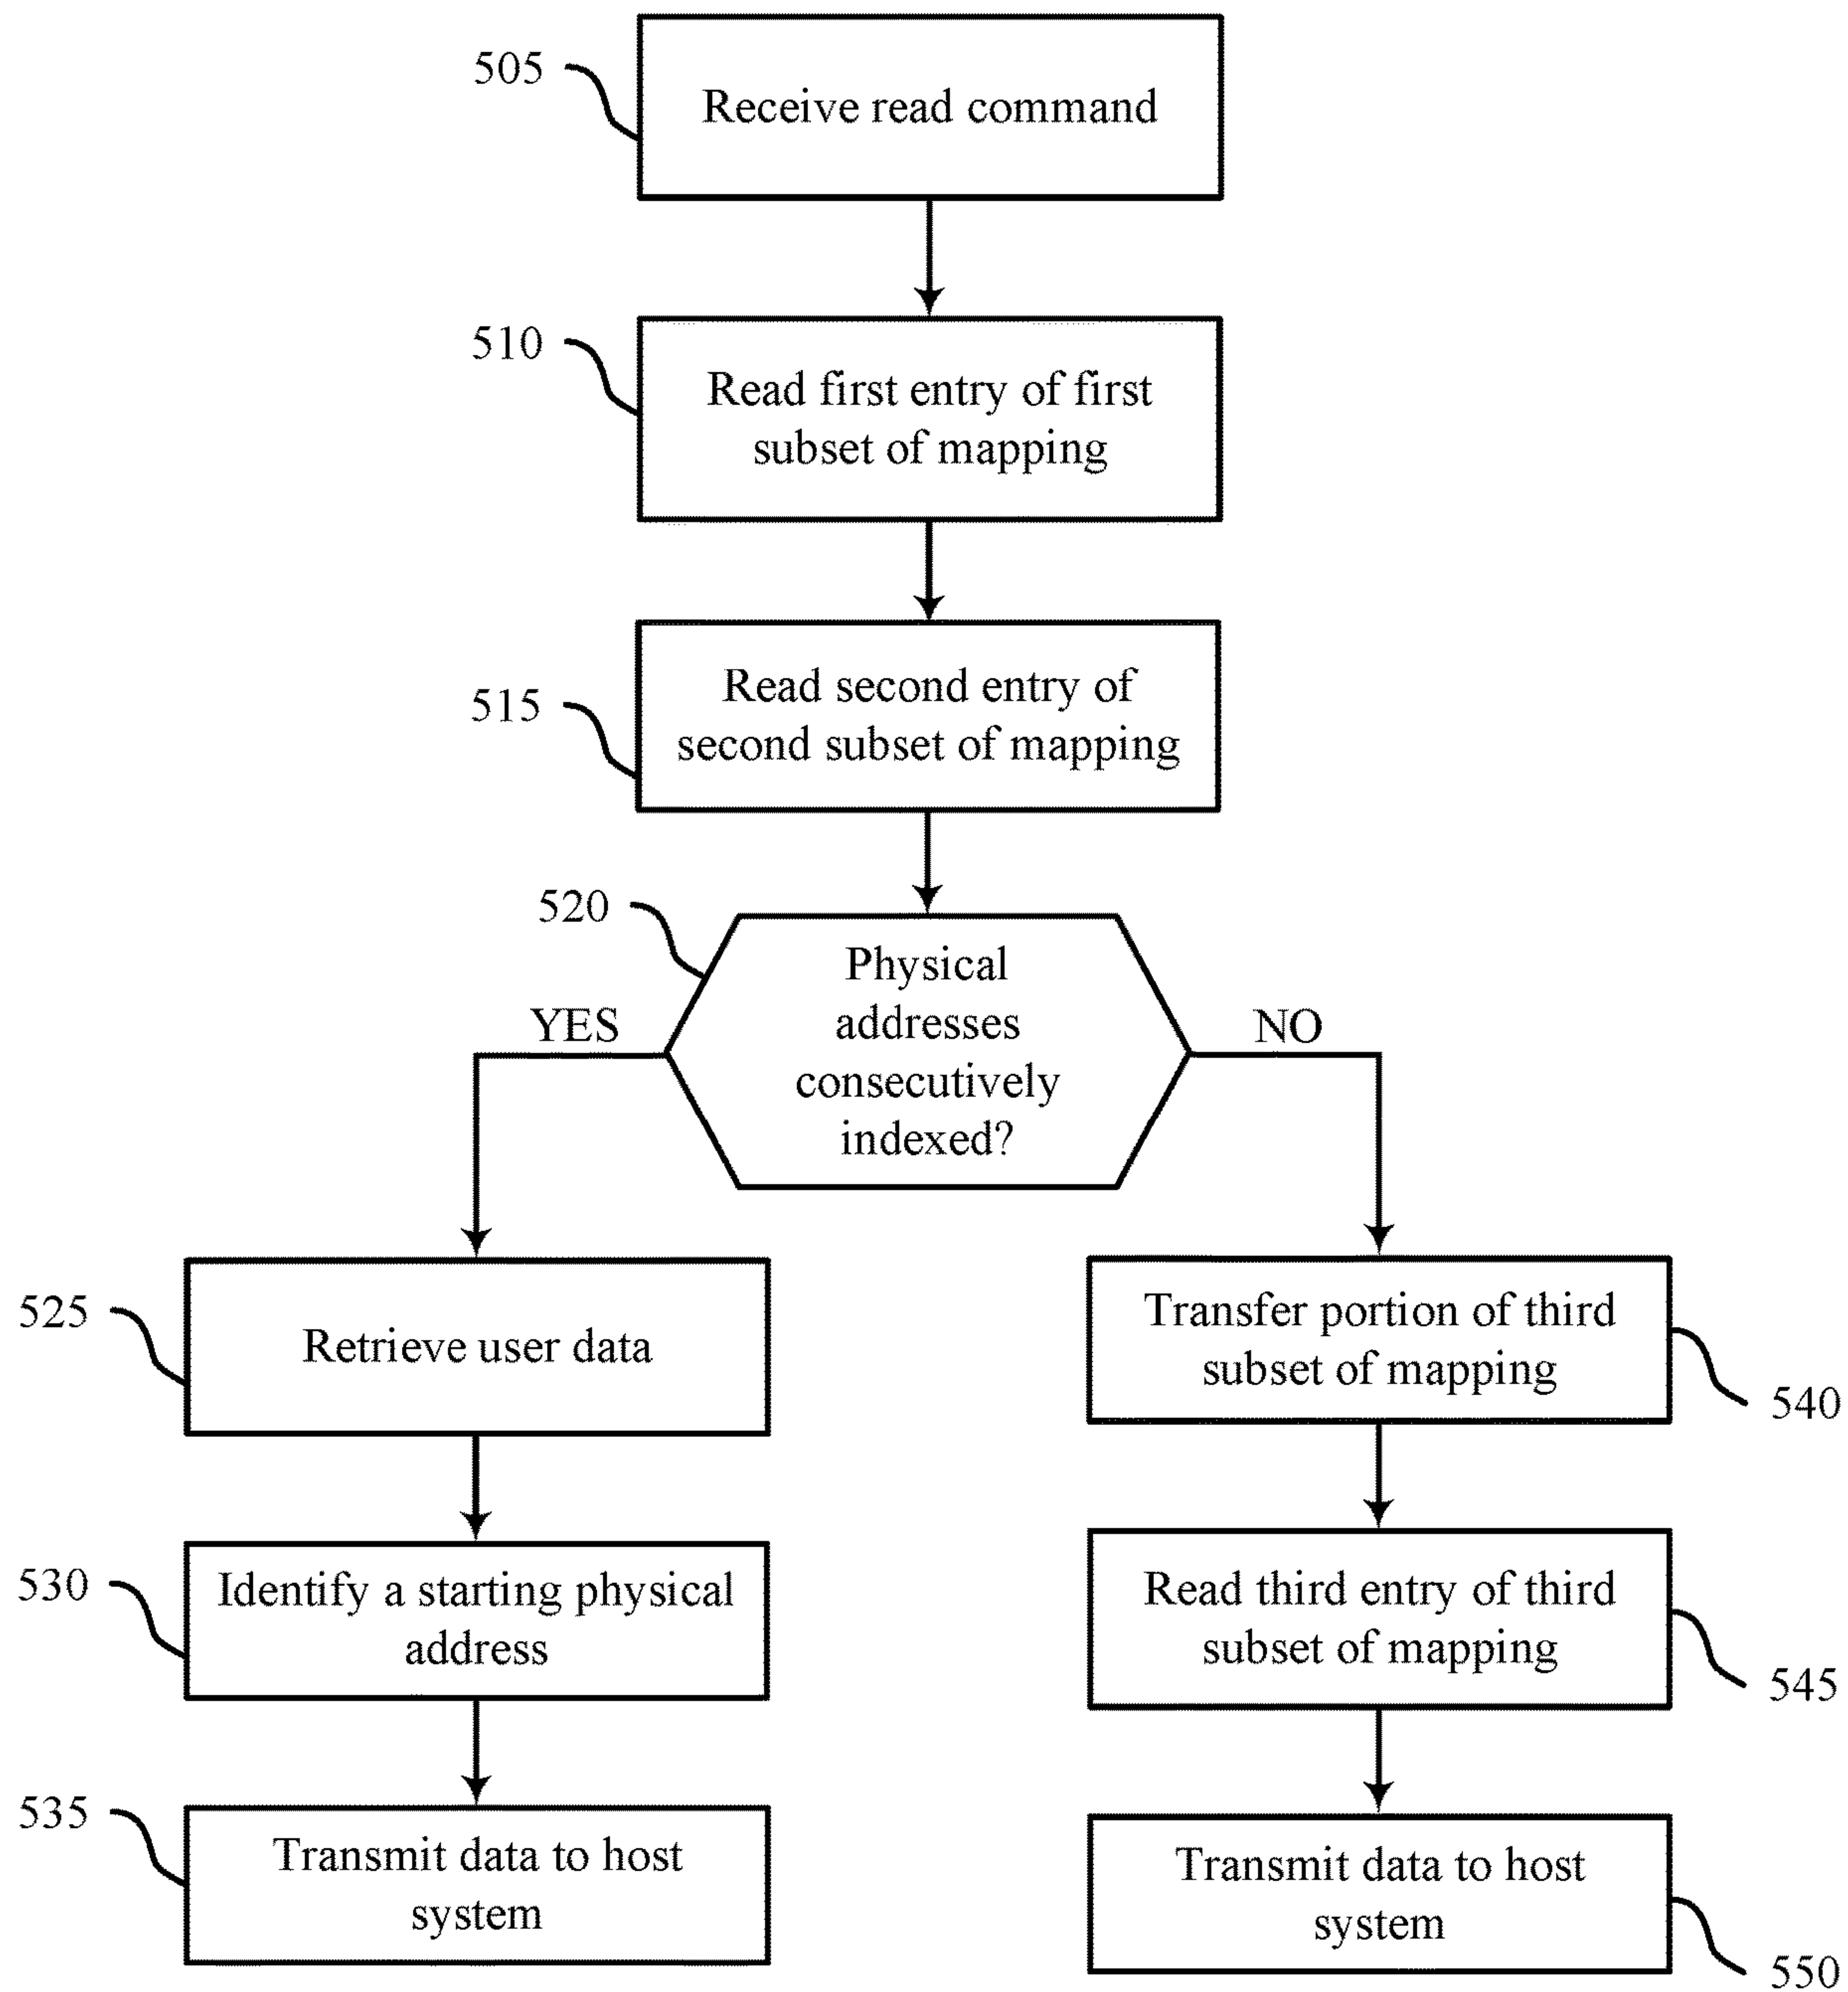 505
Receive read command
510
Read first entry of first
subset of mapping
515
Read second entry of
second subset of mapping
520
Physical
addresses
consecutively
indexed?
YES
NO
525
Retrieve user data
530
Identify a starting physical
address
535
Transmit data to host
system
Transfer portion of third
subset of mapping
540
Read third entry of third
subset of mapping
545
Transmit data to host
system
550